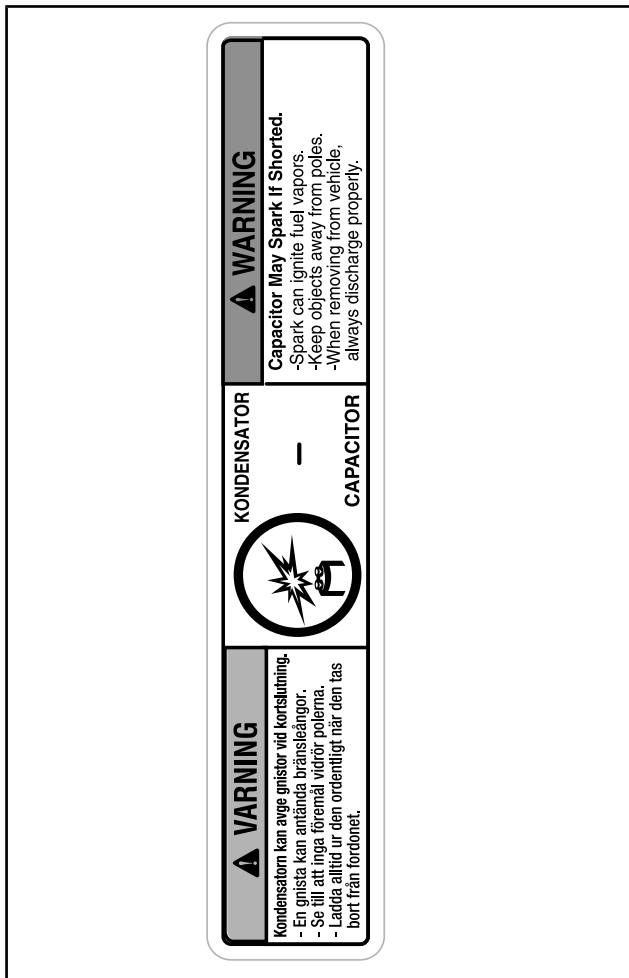 ⚠ VARNING
Kondensatorn kan avge gnistor vid kortslutning.
- En gnista kan antända bränsleångor.
- Se till att inga föremål vidrör polerna.
- Ladda alltid ur den ordentligt när den tas
bort från fordonet.
KONDENSATOR
–
CAPACITOR
⚠ WARNING
Capacitor May Spark If Shorted.
-Spark can ignite fuel vapors.
-Keep objects away from poles.
-When removing from vehicle,
always discharge properly.